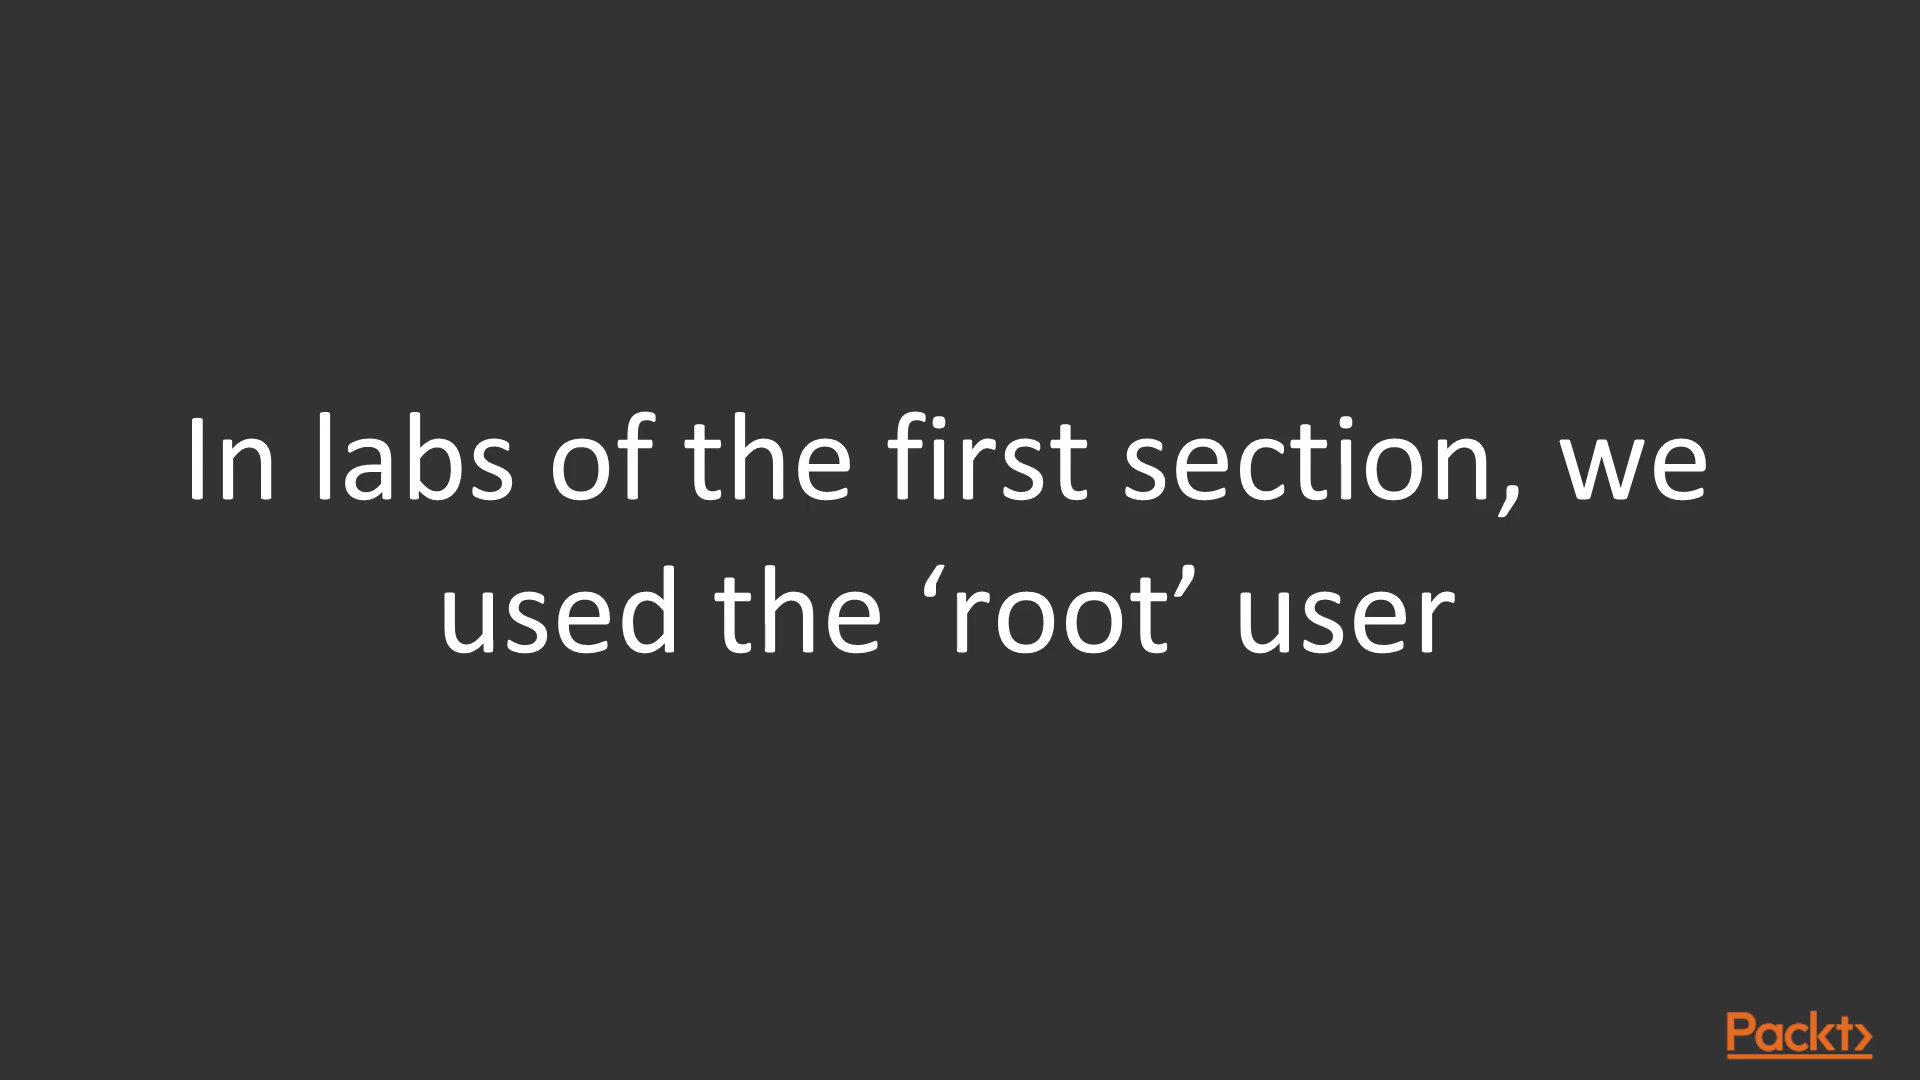 In labs of the first section, we
used the ‘root’ user
Packt>